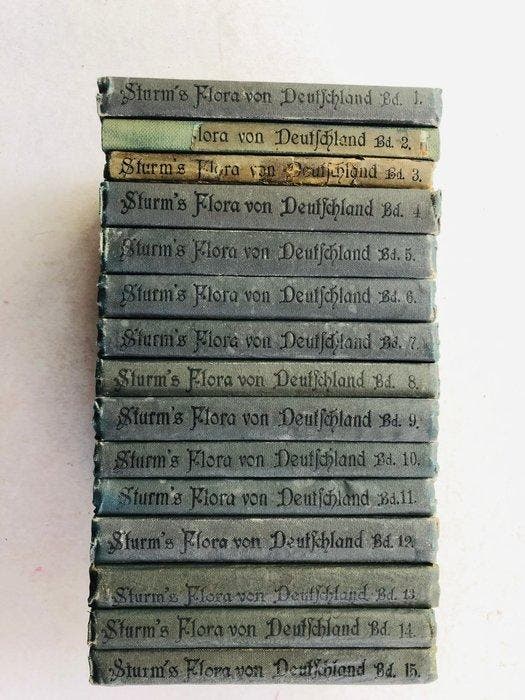 Sturm's Flora von Deutſchland Bd. 1.
lora von Deutſchland Bd. 2.
Sturm's Flora von Deutſchland Bd. 3.
Sturm's Flora von Deutſchland Bd. 4
Sturm's Flora von Deutſchland Bd. 5.
Sturm's Flora von Deutſchland Bd. 6.
Sturm's Flora von Deutſchland Bd. 7.
Sturm's Flora von Deutſchland Bd. 8.
Sturm's Flora von Deutſchland Bd. 9.
Sturm's Flora von Deutſchland Bd. 10.
Sturm's Flora von Deutſchland Bd. 11.
Sturm's Flora von Deutſchland Bd. 12.
Sturm's Flora von Deutſchland Bd. 13.
Sturm's Flora von Deutſchland Bd. 14.
Sturm's Flora von Deutſchland Bd. 15.